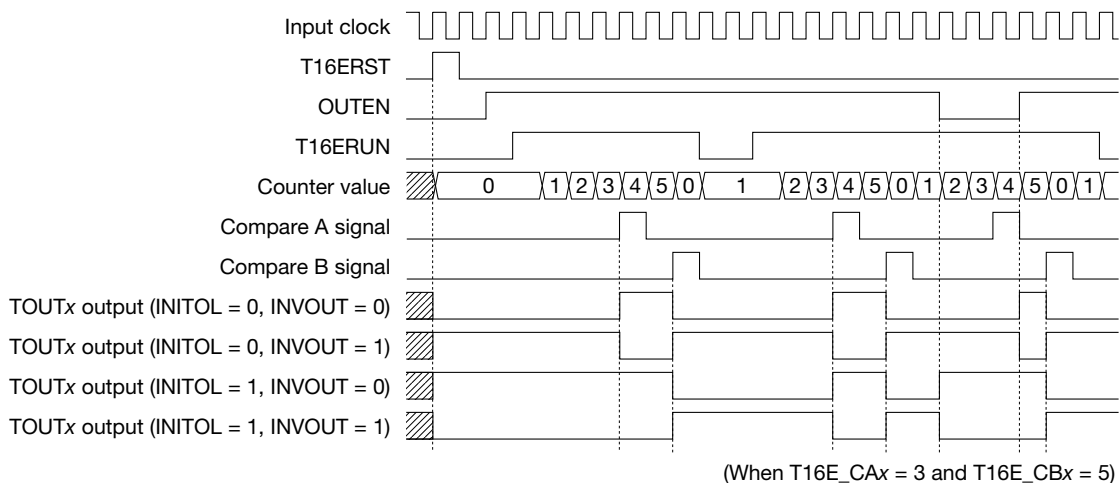 Input clock
T16ERST
OUTEN
T16ERUN
Counter value 0 1 2 3 4 5 0 1 2 3 4 5 0 1 2 3 4 5 0 1
Compare A signal
Compare B signal
TOUTx output (INITOL = 0, INVOUT = 0)
TOUTx output (INITOL = 0, INVOUT = 1)
TOUTx output (INITOL = 1, INVOUT = 0)
TOUTx output (INITOL = 1, INVOUT = 1)
(When T16E_CAx = 3 and T16E_CBx = 5)